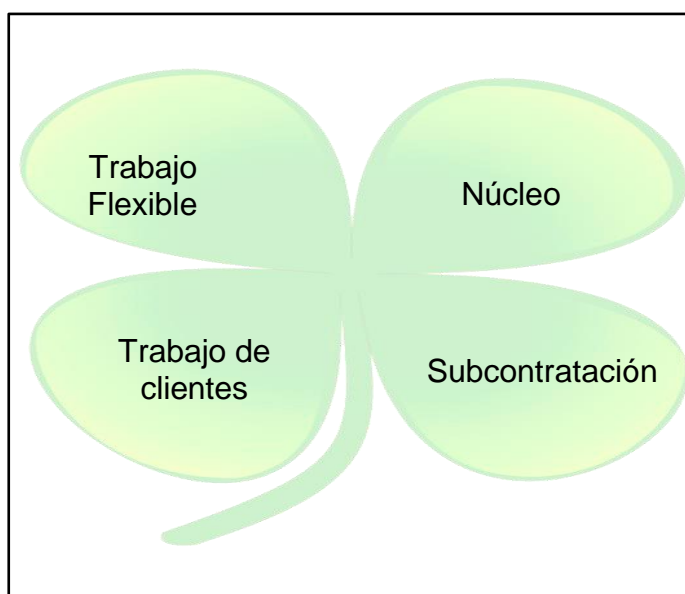 Trabajo
Flexible
Núcleo
Trabajo de
clientes
Subcontratación